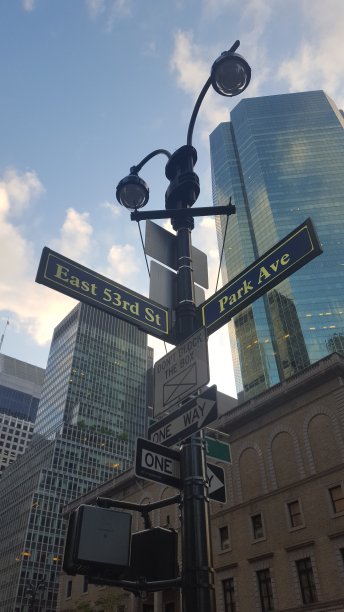 East 53rd St
Park Ave
DON'T BLOCK
THE BOX
ONE WAY
ONE